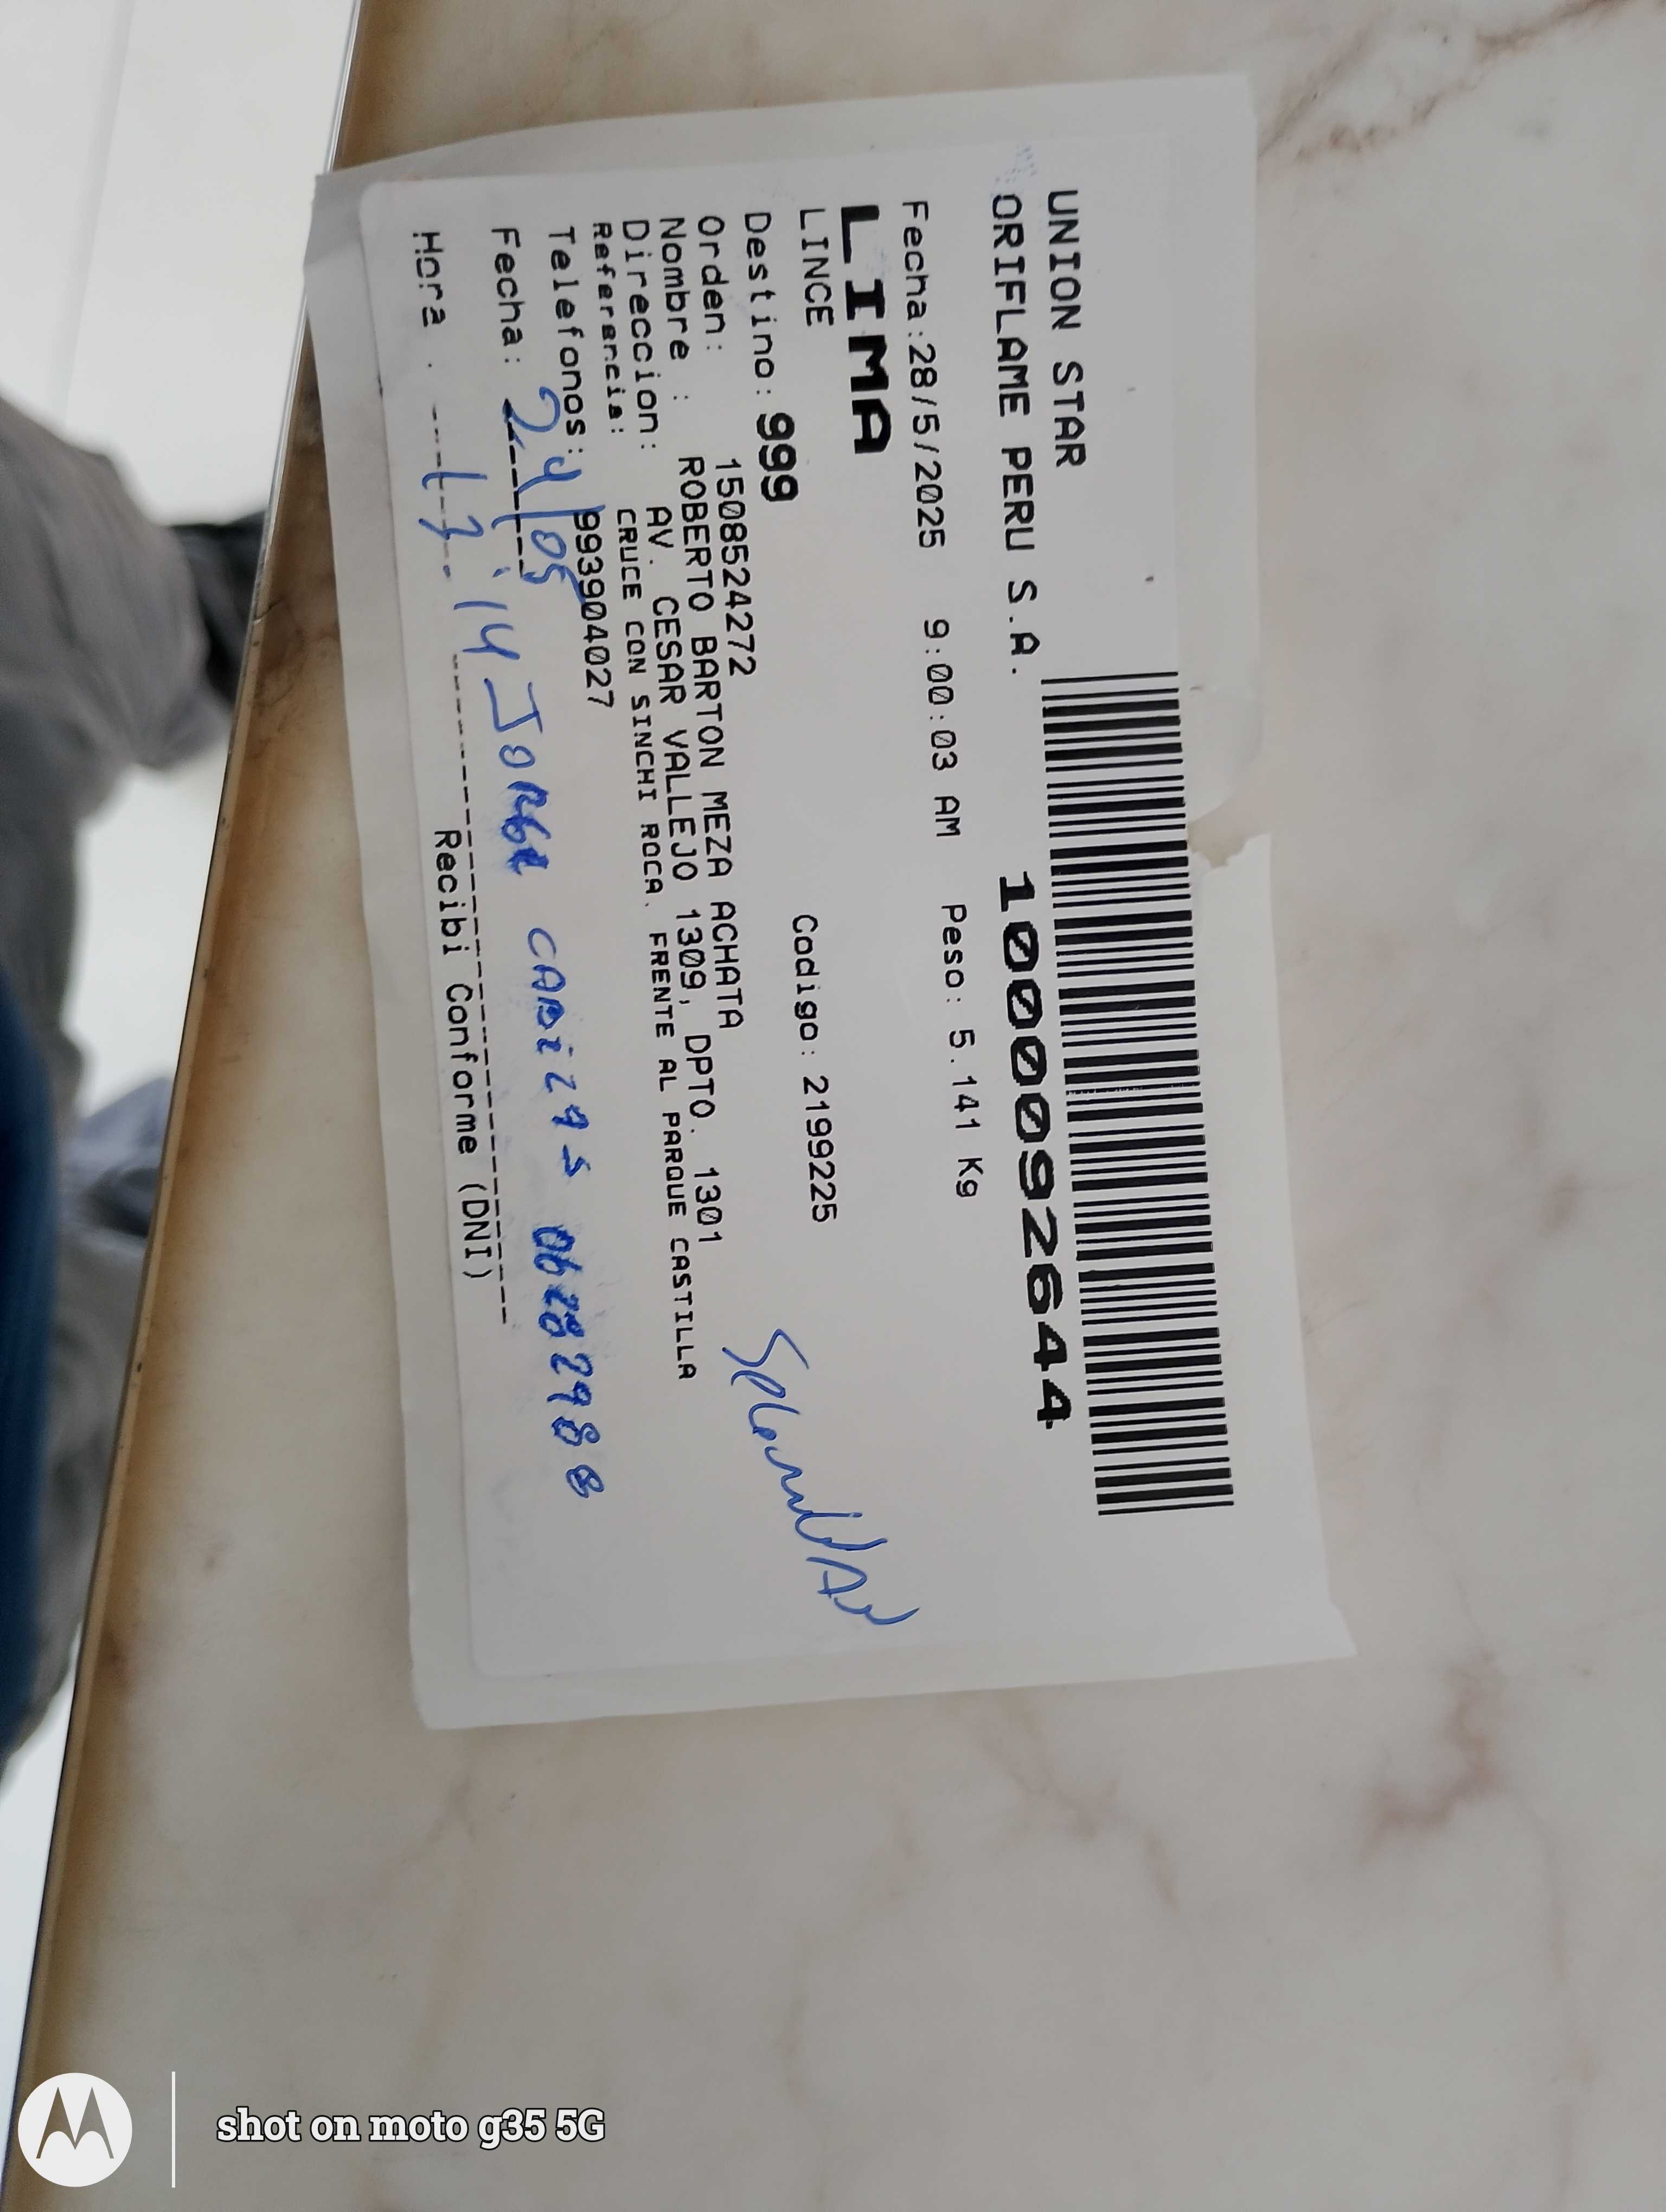 UNION STAR
ORIFLAME PERU S.A.
1000092644
Fecha:28/5/2025 9:00:03 AM Peso: 5.141 Kg
LIMA
LINCE
Codigo: 2199225
Destino: 999
Orden: 1508524272
Nombre : ROBERTO BARTON MEZA ACHATA
Direccion: AV. CESAR VALLEJO 1309, DPTO. 1301
Referencia: CRUCE CON SINCHI ROCA. FRENTE AL PARQUE CASTILLA
Telefonos: 993904027
Fecha: /05 JORGE
Hora . 14
Recibi Conforme (DNI)
shot on moto g35 5G